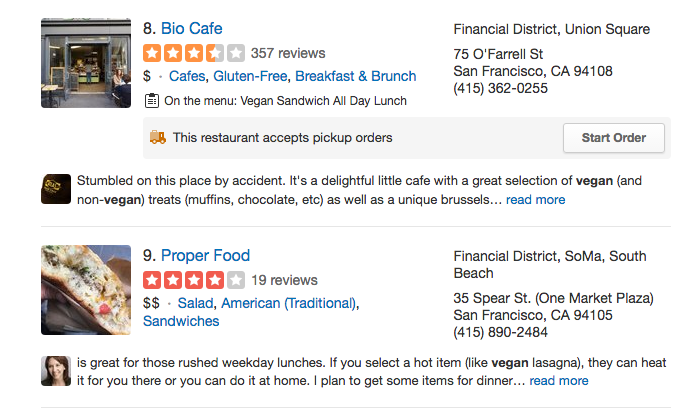 8. Bio Cafe
357 reviews
$ · Cafes, Gluten-Free, Breakfast & Brunch
On the menu: Vegan Sandwich All Day Lunch
Financial District, Union Square
75 O'Farrell St
San Francisco, CA 94108
(415) 362-0255
This restaurant accepts pickup orders
Start Order
Stumbled on this place by accident. It's a delightful little cafe with a great selection of vegan (and
non-vegan) treats (muffins, chocolate, etc) as well as a unique brussels… read more
9. Proper Food
19 reviews
$$ · Salad, American (Traditional),
Sandwiches
Financial District, SoMa, South
Beach
35 Spear St. (One Market Plaza)
San Francisco, CA 94105
(415) 890-2484
is great for those rushed weekday lunches. If you select a hot item (like vegan lasagna), they can heat
it for you there or you can do it at home. I plan to get some items for dinner… read more